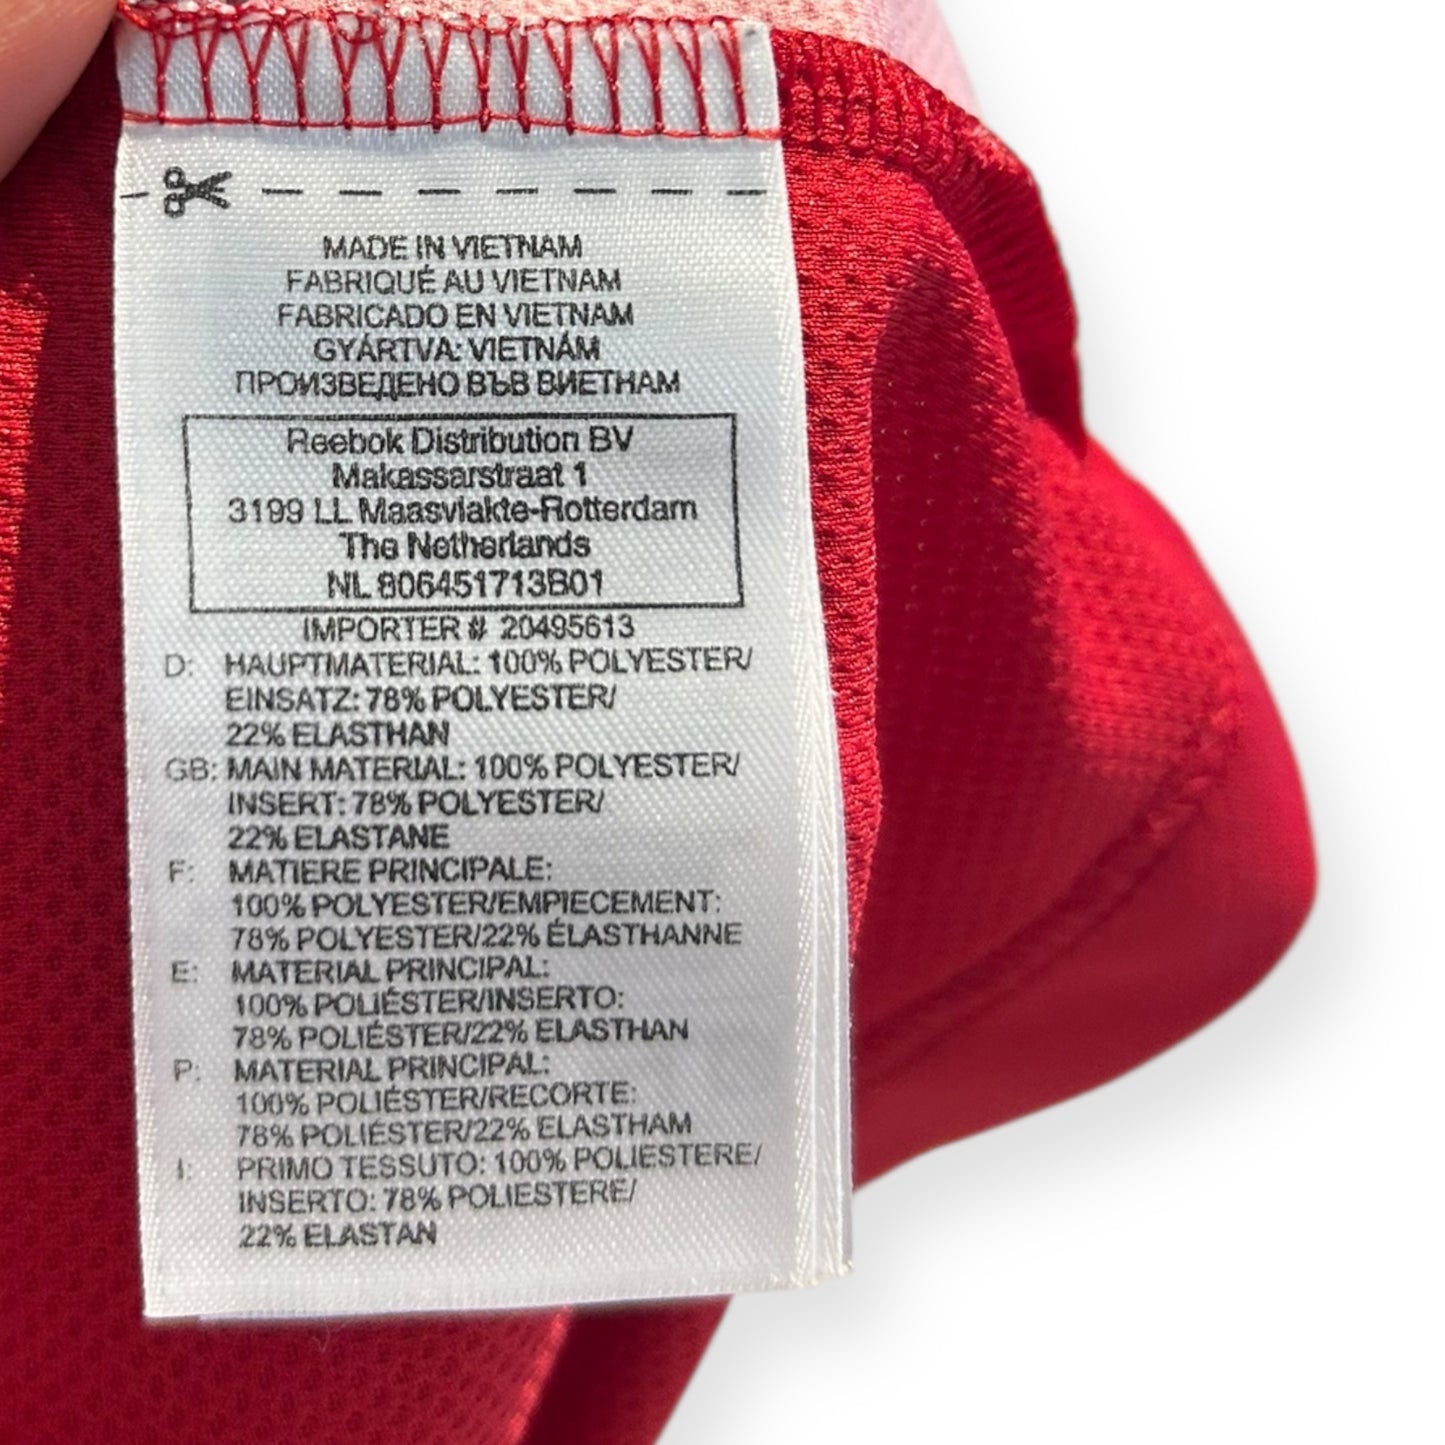 MADE IN VIETNAM
FABRIQUÉ AU VIETNAM
FABRICADO EN VIETNAM
GYÁRTVA: VIETNÁM
ПРОИЗВЕДЕНО ВЪВ ВИЕТНАМ
Reebok Distribution BV
Makassarstraat 1
3199 LL Maasvlakte-Rotterdam
The Netherlands
NL 806451713B01
IMPORTER # 20495613
D: HAUPTMATERIAL: 100% POLYESTER/
EINSATZ: 78% POLYESTER/
22% ELASTHAN
GB: MAIN MATERIAL: 100% POLYESTER/
INSERT: 78% POLYESTER/
22% ELASTANE
F: MATIERE PRINCIPALE:
100% POLYESTER/EMPIECEMENT:
78% POLYESTER/22% ÉLASTHANNE
E: MATERIAL PRINCIPAL:
100% POLIÉSTER/INSERTO:
78% POLIÉSTER/22% ELASTHAN
P: MATERIAL PRINCIPAL:
100% POLIÉSTER/RECORTE:
78% POLIÉSTER/22% ELASTHAM
I: PRIMO TESSUTO: 100% POLIESTERE/
INSERTO: 78% POLIESTERE/
22% ELASTAN